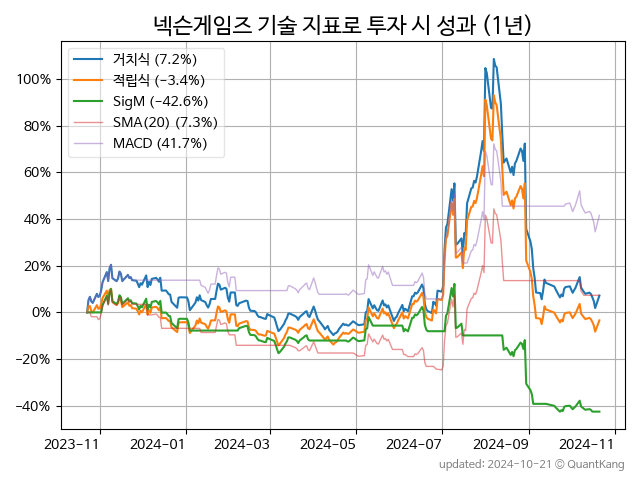 넥슨게임즈 기술 지표로 투자 시 성과 (1년)
거치식 (7.2%)
적립식 (−3.4%)
SigM (−42.6%)
SMA(20) (7.3%)
MACD (41.7%)
100%
80%
60%
40%
20%
0%
−20%
−40%
2023-11 2024-01 2024-03 2024-05 2024-07 2024-09 2024-11
updated: 2024-10-21 © QuantKang